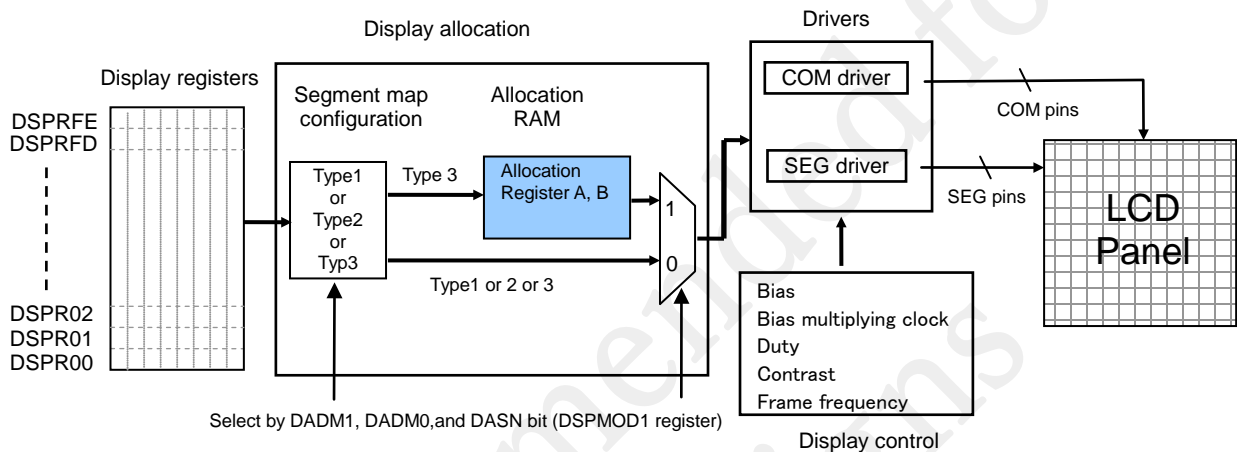 Drivers
Display allocation
COM driver
COM pins
SEG driver
SEG pins
LCD
Panel
Display registers
DSPRFE
DSPRFD
DSPR02
DSPR01
DSPR00
Segment map
configuration
Allocation
RAM
Type1
or
Type2
or
Typ3
Type 3
Allocation
Register A, B
1
0
Type1 or 2 or 3
Select by DADM1, DADM0,and DASN bit (DSPMOD1 register)
Bias
Bias multiplying clock
Duty
Contrast
Frame frequency
Display control